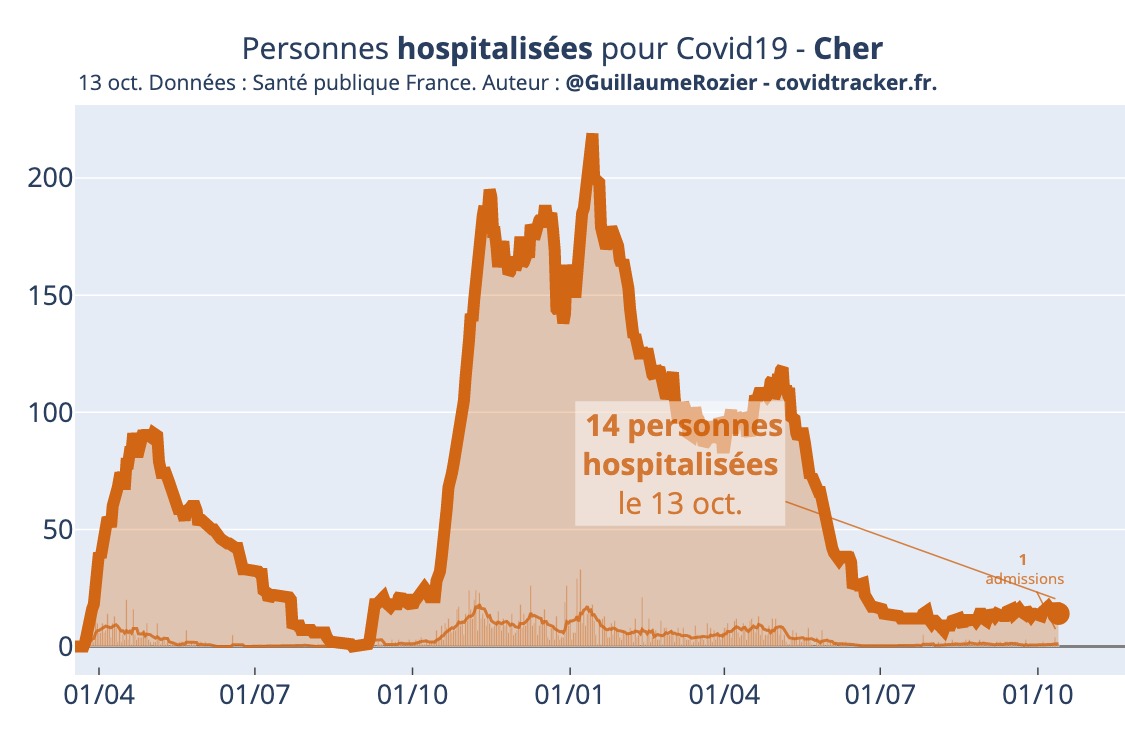 Personnes hospitalisées pour Covid19 - Cher
13 oct. Données : Santé publique France. Auteur : @GuillaumeRozier - covidtracker.fr.
200
150
100
50
0
14 personnes
hospitalisées
le 13 oct.
1
admissions
01/04 01/07 01/10 01/01 01/04 01/07 01/10